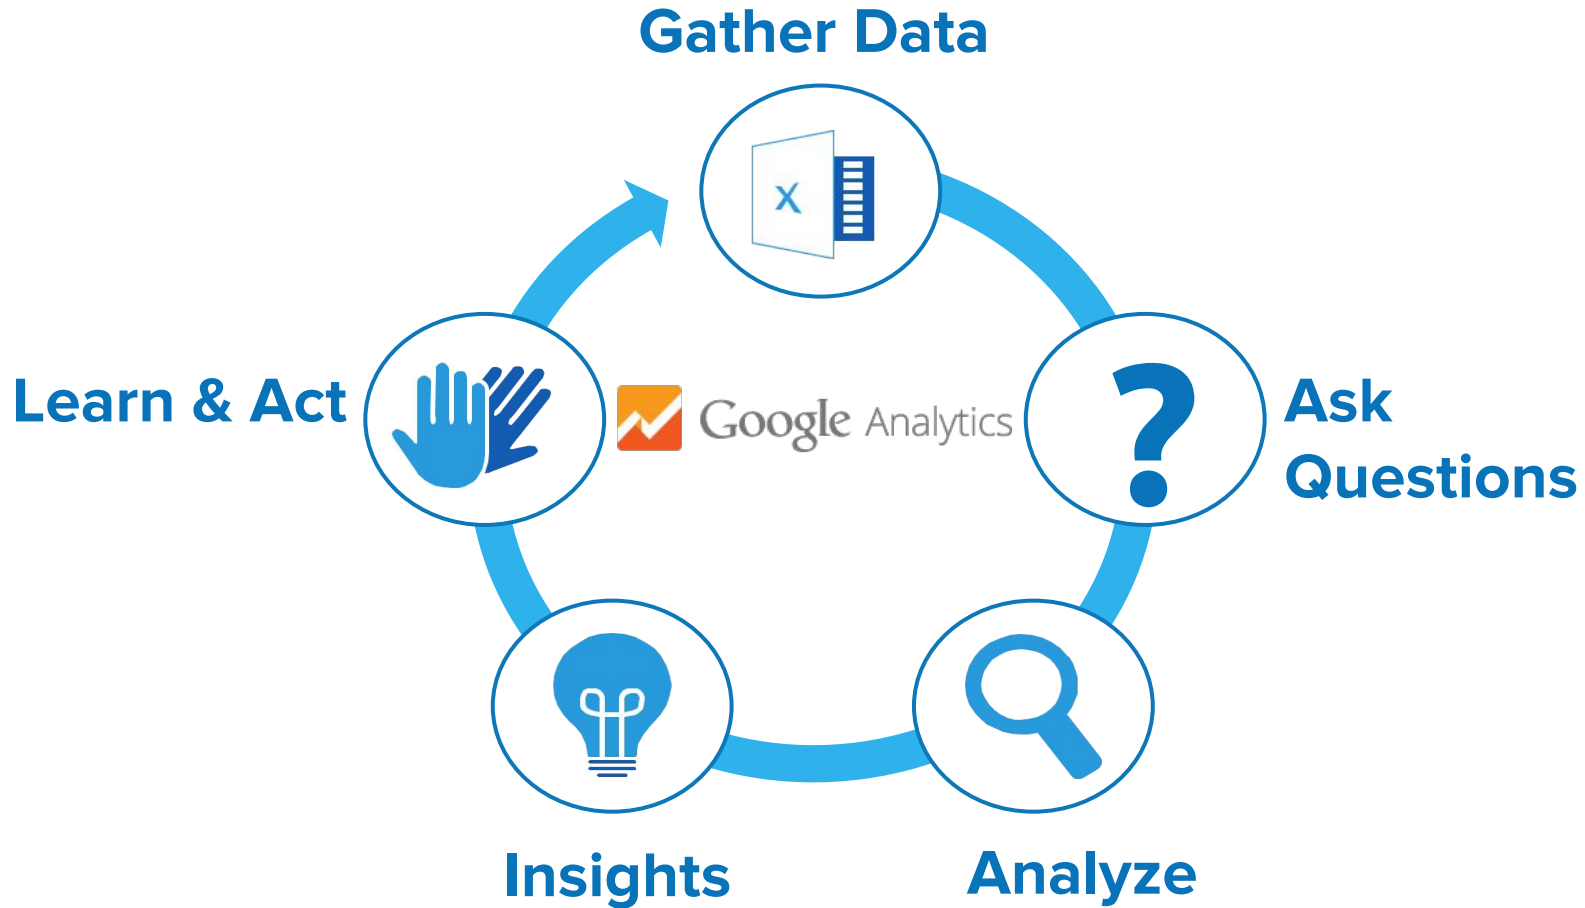 Gather Data
X
Learn & Act
Google Analytics
?
Ask
Questions
Insights
Analyze